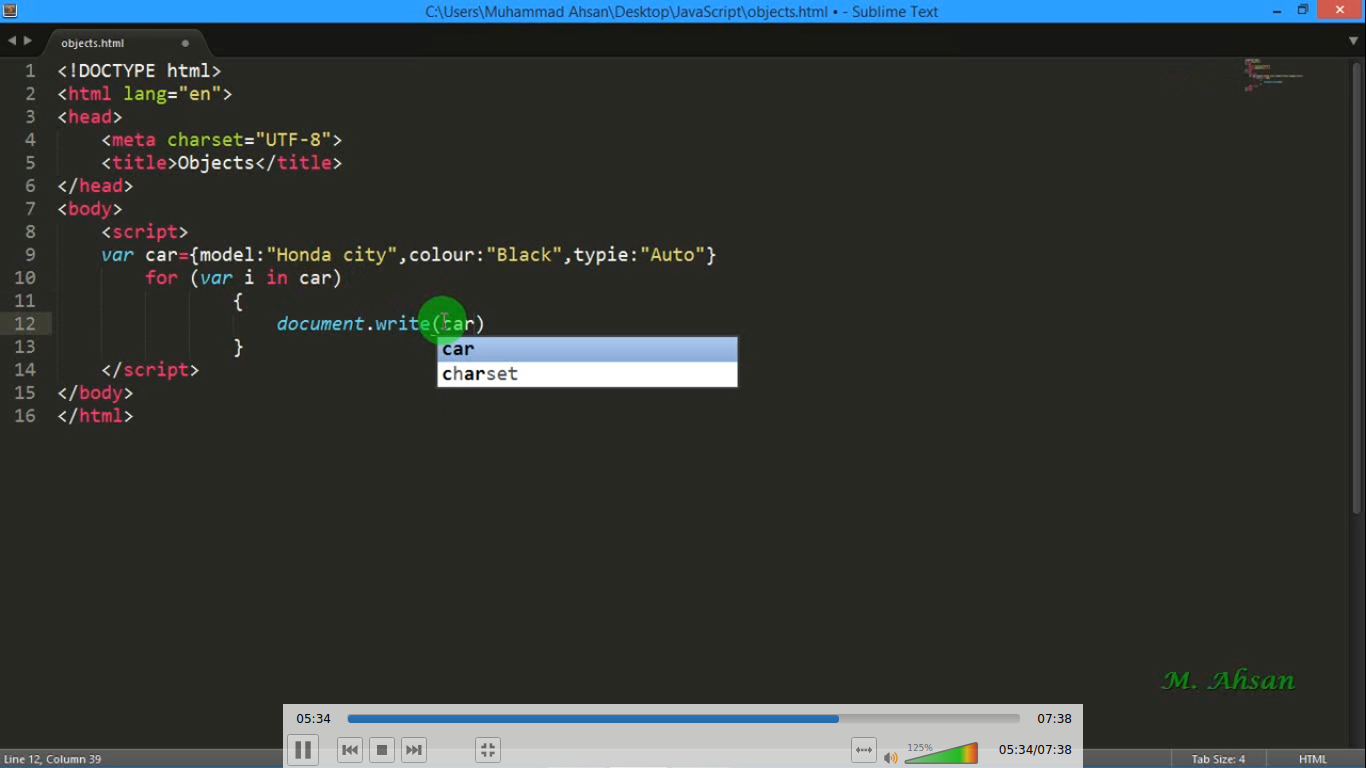 C:\Users\Muhammad Ahsan\Desktop\JavaScript\objects.html • - Sublime Text
objects.html
1 <!DOCTYPE html>
2 <html lang="en">
3 <head>
4 <meta charset="UTF-8">
5 <title>Objects</title>
6 </head>
7 <body>
8 <script>
9 var car={model:"Honda city",colour:"Black",typie:"Auto"}
10 for (var i in car)
11 {
12 document.write(car)
13 }
car
charset
14 </script>
15 </body>
16 </html>
M. Ahsan
05:34 07:38
125% 05:34/07:38
Line 12, Column 39 Tab Size: 4 HTML